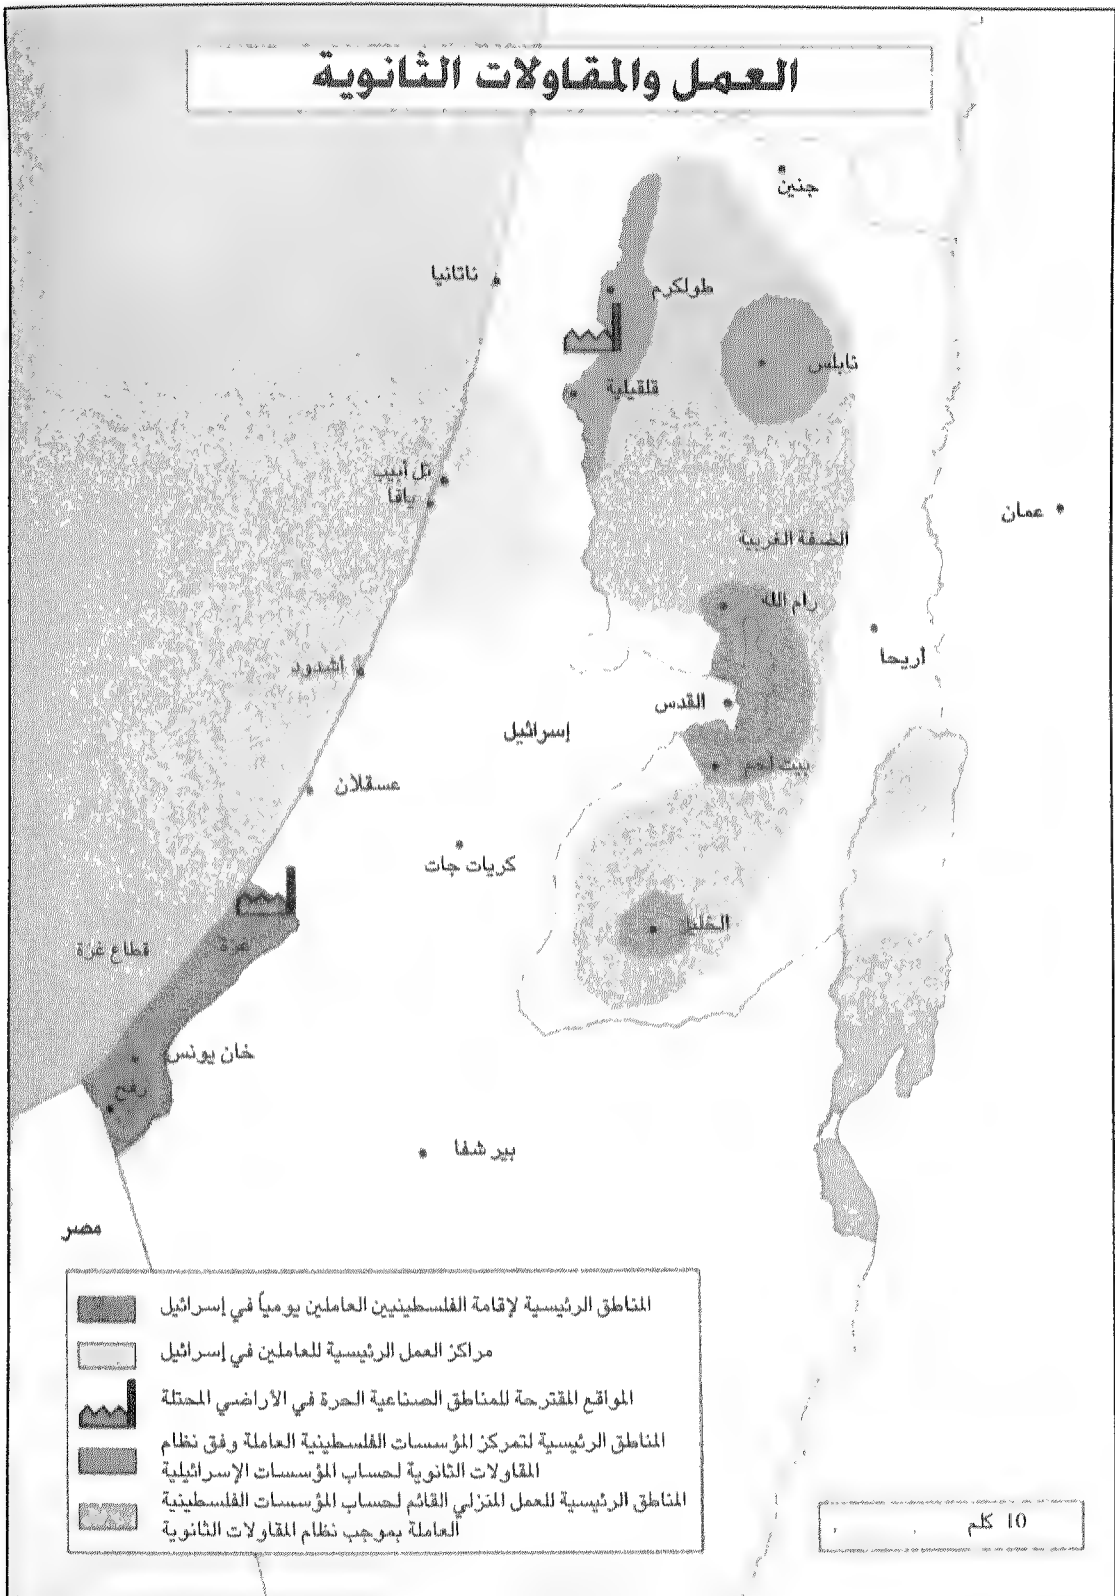 العمل والمقاولات الثانوية
جنين
ناتانيا
طولكرم
نابلس
قلقيلية
تل أبيب
يافا
عمان
الضفة الغربية
رام الله
أريحا
أشدود
القدس
إسرائيل
بيت لحم
عسقلان
كريات جات
الخليل
غزة
قطاع غزة
خان يونس
رفح
بير شفا
مصر
المناطق الرئيسية لإقامة الفلسطينيين العاملين يومياً في إسرائيل
مراكز العمل الرئيسية للعاملين في إسرائيل
المواقع المقترحة للمناطق الصناعية الحرة في الأراضي المحتلة
المناطق الرئيسية لتمركز المؤسسات الفلسطينية العاملة وفق نظام
المقاولات الثانوية لحساب المؤسسات الإسرائيلية
المناطق الرئيسية للعمل المنزلي القائم لحساب المؤسسات الفلسطينية
العاملة بموجب نظام المقاولات الثانوية
10 كلم